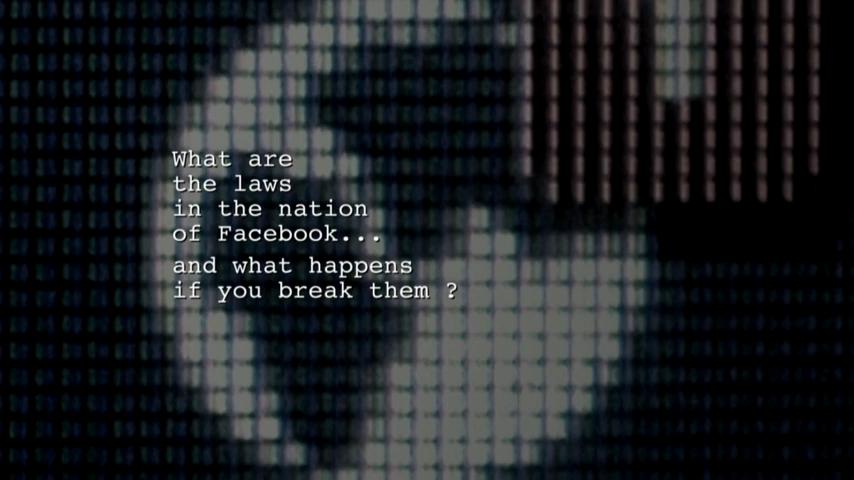 What are
the laws
in the nation
of Facebook...
and what happens
if you break them ?